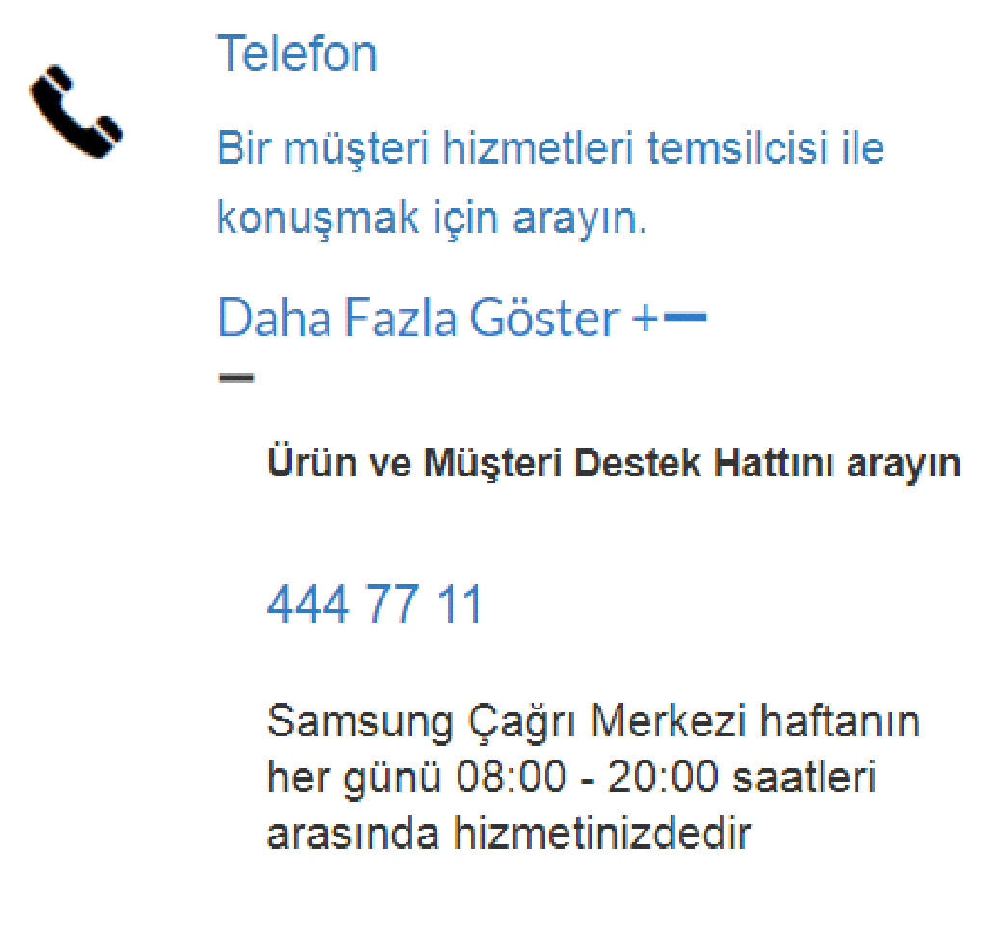 Telefon
Bir müşteri hizmetleri temsilcisi ile
konuşmak için arayın.
Daha Fazla Göster +—
—
Ürün ve Müşteri Destek Hattını arayın
444 77 11
Samsung Çağrı Merkezi haftanın
her günü 08:00 - 20:00 saatleri
arasında hizmetinizdedir